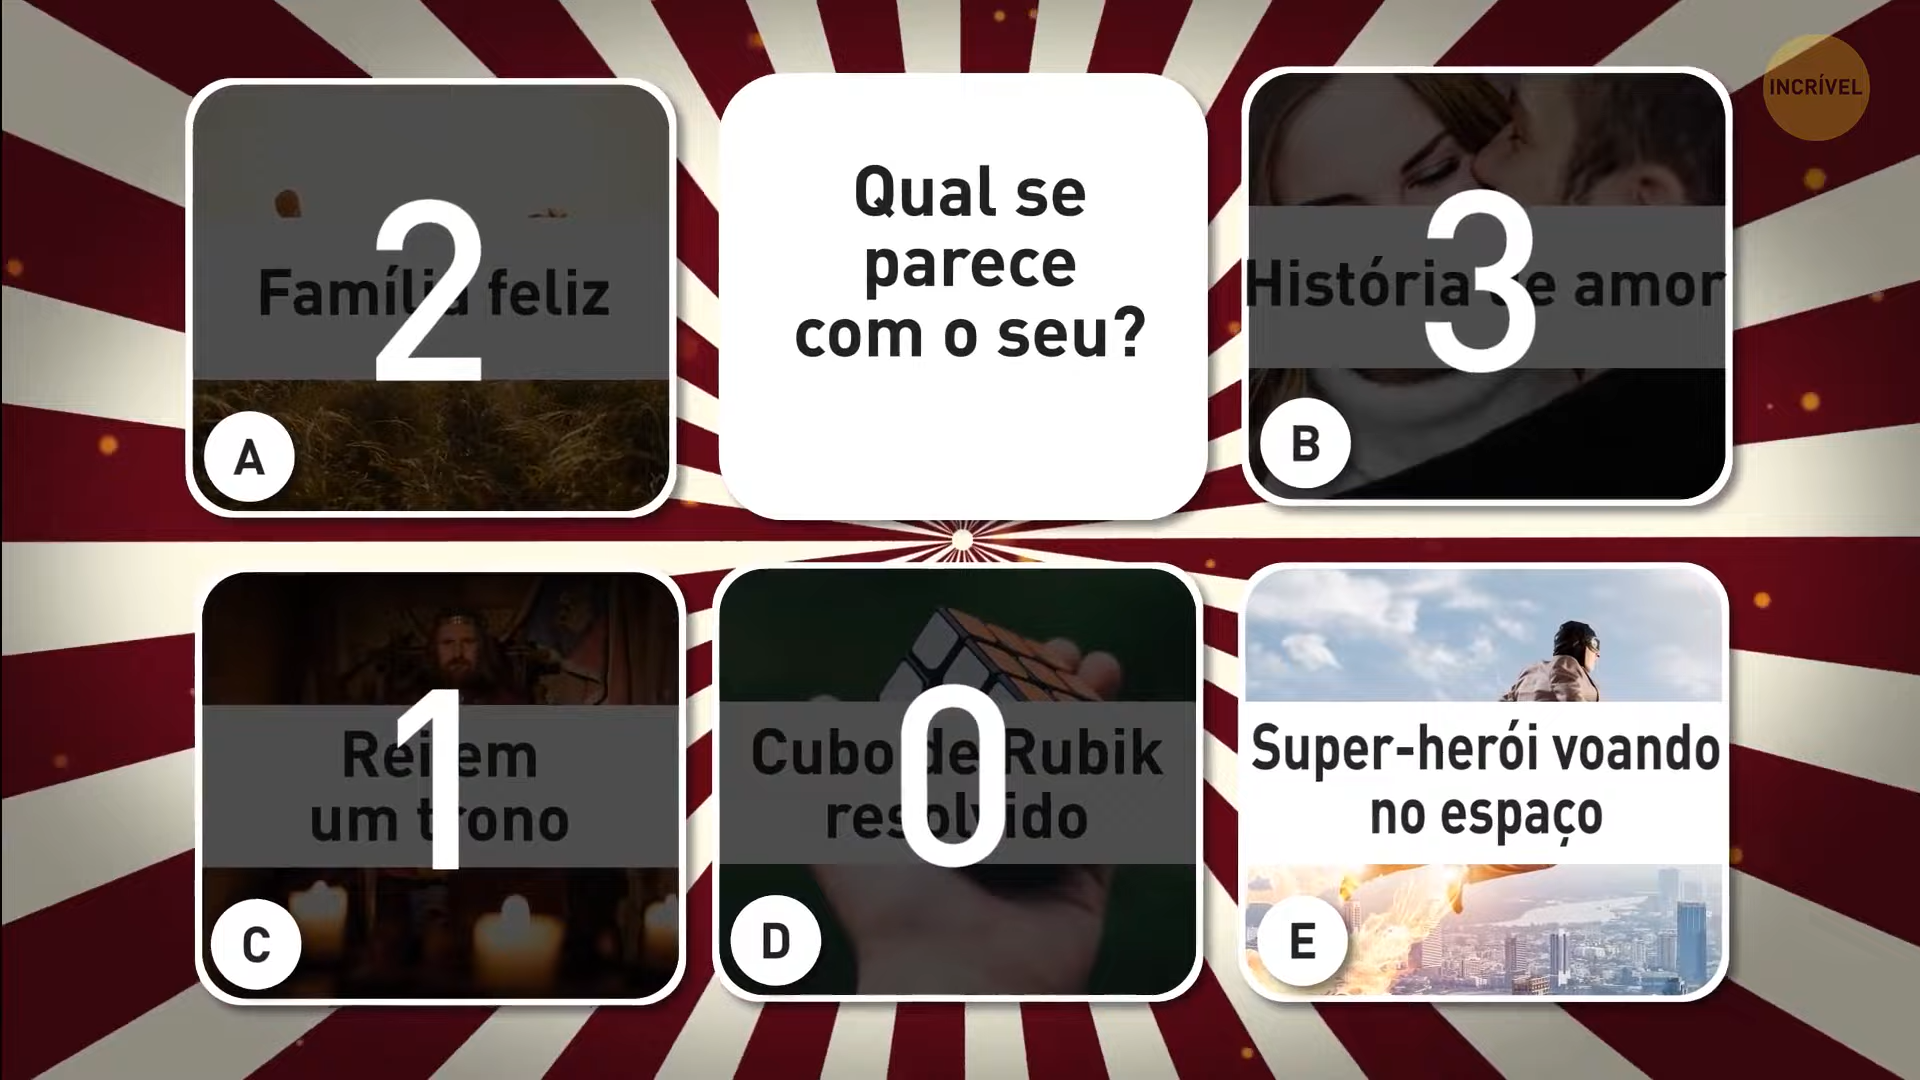 INCRÍVEL
2
Família feliz
A
Qual se
parece
com o seu?
3
História de amor
B
1
Rei em
um trono
C
0
Cubo de Rubik
resolvido
D
Super-herói voando
no espaço
E